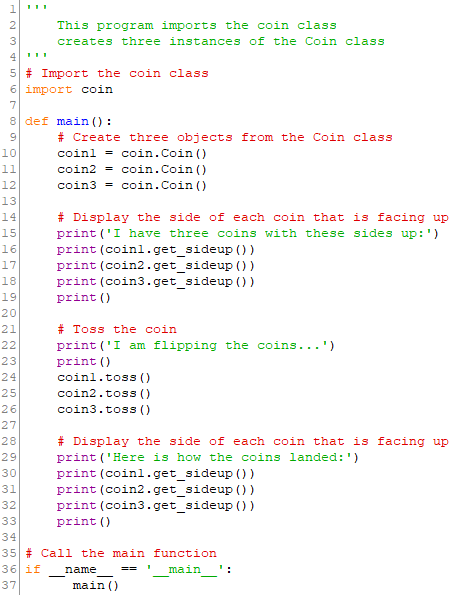 1 '''
2     This program imports the coin class
3     creates three instances of the Coin class
4 '''
5 # Import the coin class
6 import coin
7
8 def main():
9     # Create three objects from the Coin class
10     coin1 = coin.Coin()
11     coin2 = coin.Coin()
12     coin3 = coin.Coin()
13
14     # Display the side of each coin that is facing up
15     print('I have three coins with these sides up:')
16     print(coin1.get_sideup())
17     print(coin2.get_sideup())
18     print(coin3.get_sideup())
19     print()
20
21     # Toss the coin
22     print('I am flipping the coins...')
23     print()
24     coin1.toss()
25     coin2.toss()
26     coin3.toss()
27
28     # Display the side of each coin that is facing up
29     print('Here is how the coins landed:')
30     print(coin1.get_sideup())
31     print(coin2.get_sideup())
32     print(coin3.get_sideup())
33     print()
34
35 # Call the main function
36 if __name__ == '__main__':
37      main()